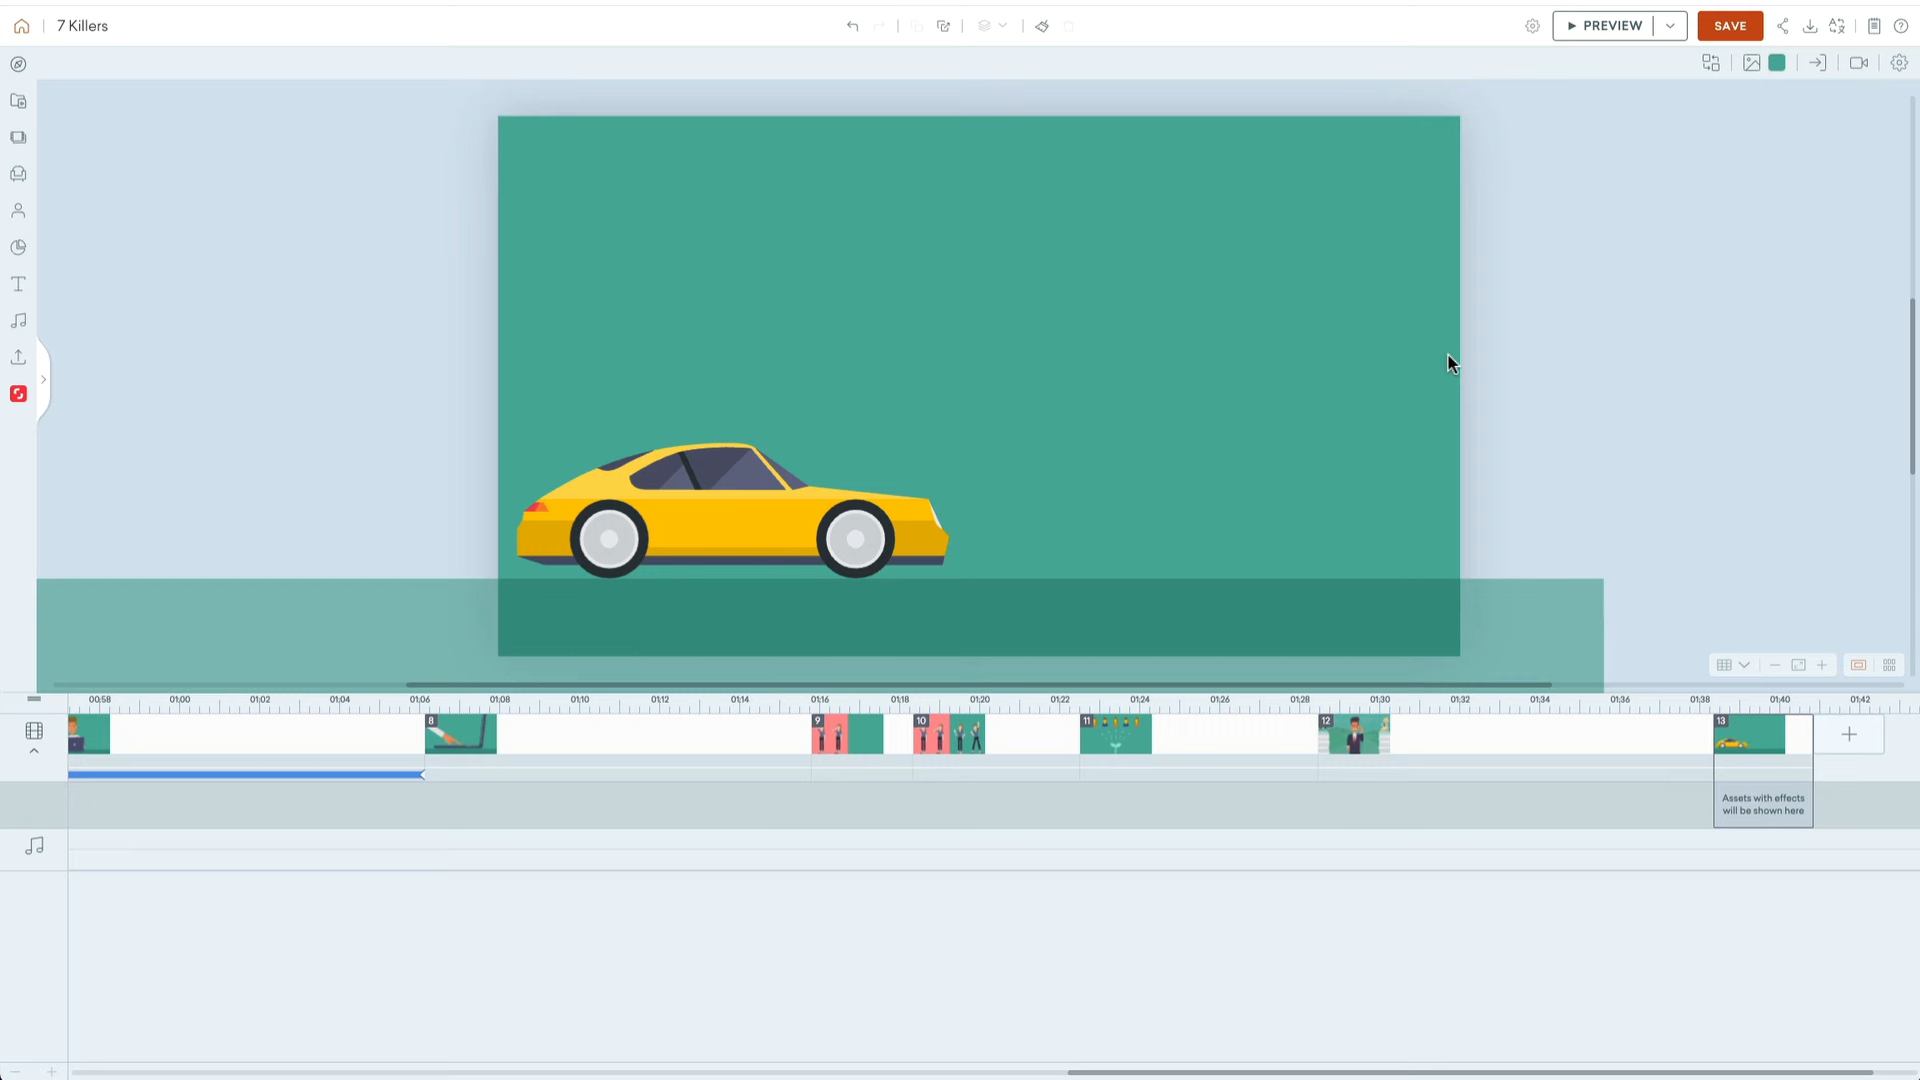 7 Killers
PREVIEW
SAVE
00:58 01:00 01:02 01:04 01:06 01:08 01:10 01:12 01:14 01:16 01:18 01:20 01:22 01:24 01:26 01:28 01:30 01:32 01:34 01:36 01:38 01:40 01:42
8 9 10 11 12 13
Assets with effects
will be shown here